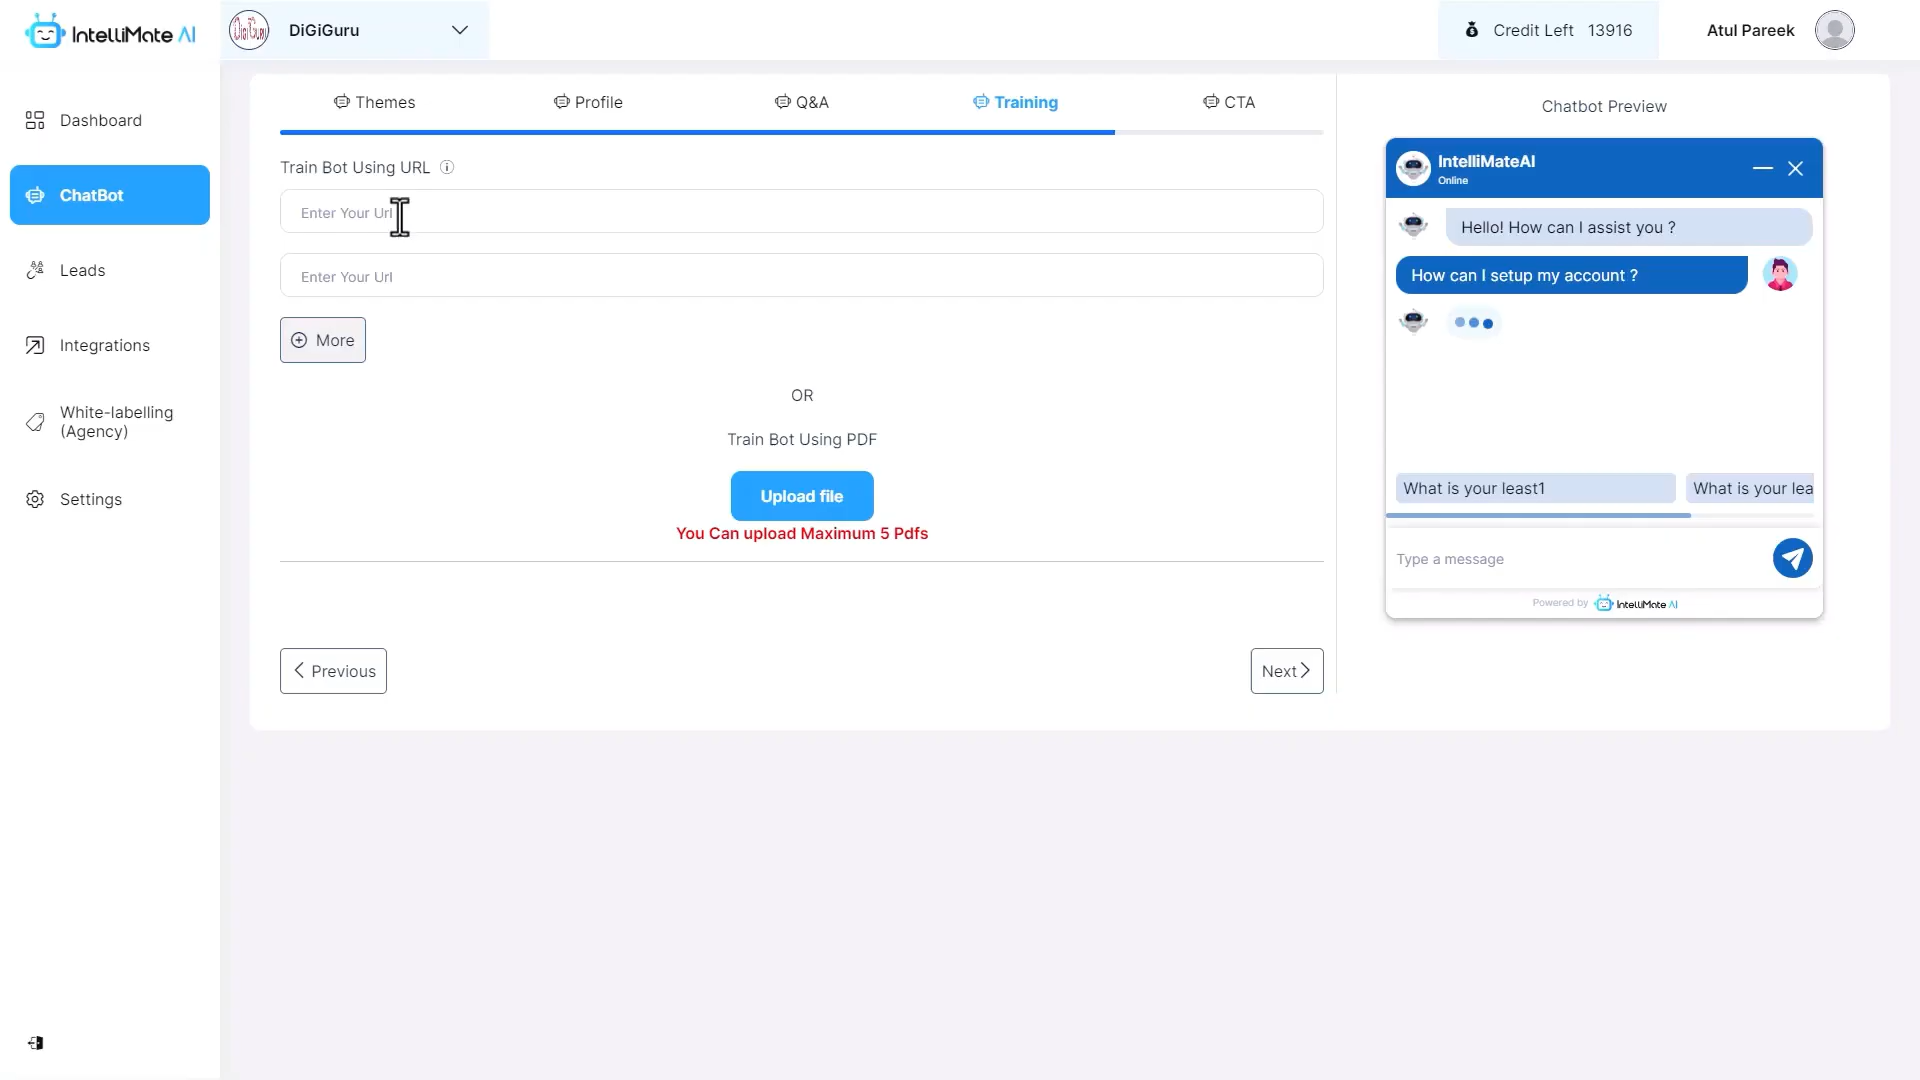 IntelliMate AI
DiGiGuru
DiGiGuru
Credit Left 13916
Atul Pareek
Dashboard
ChatBot
Leads
Integrations
White-labelling
(Agency)
Settings
Themes
Profile
Q&A
Training
CTA
Train Bot Using URL
Enter Your Url
Enter Your Url
More
OR
Train Bot Using PDF
Upload file
You Can upload Maximum 5 Pdfs
Previous
Next
Chatbot Preview
IntelliMateAI
Online
Hello! How can I assist you ?
How can I setup my account ?
What is your least1
What is your lea
Type a message
Powered by IntelliMate AI